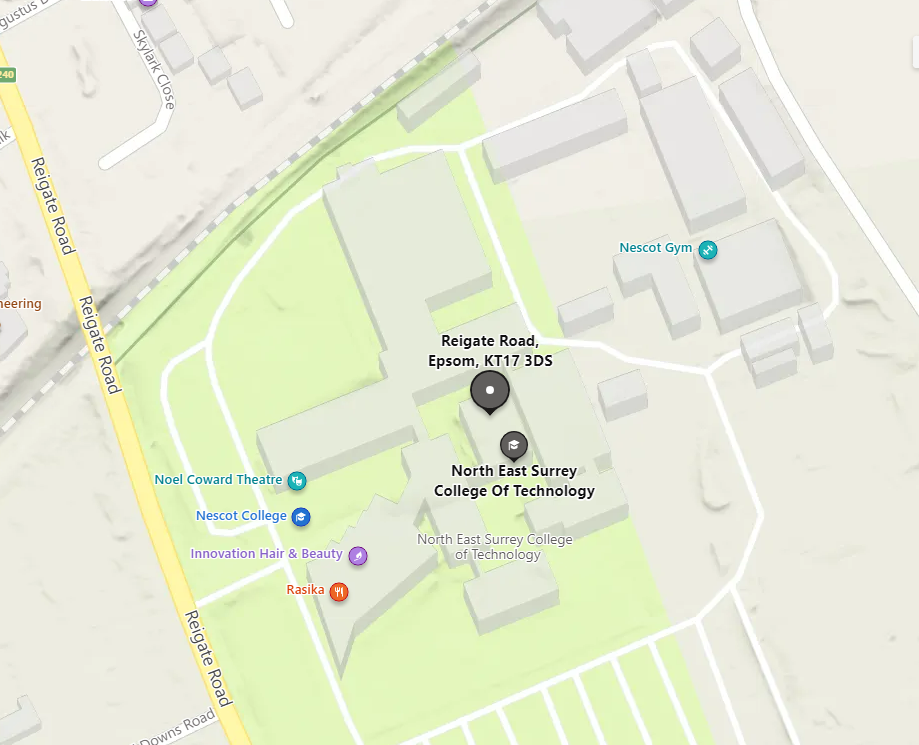 Skylark Close
240
Reigate Road
Nescot Gym
neering
Reigate Road
Reigate Road,
Epsom, KT17 3DS
North East Surrey
College Of Technology
Noel Coward Theatre
Nescot College
North East Surrey College
of Technology
Innovation Hair & Beauty
Rasika
Reigate Road
Downs Road